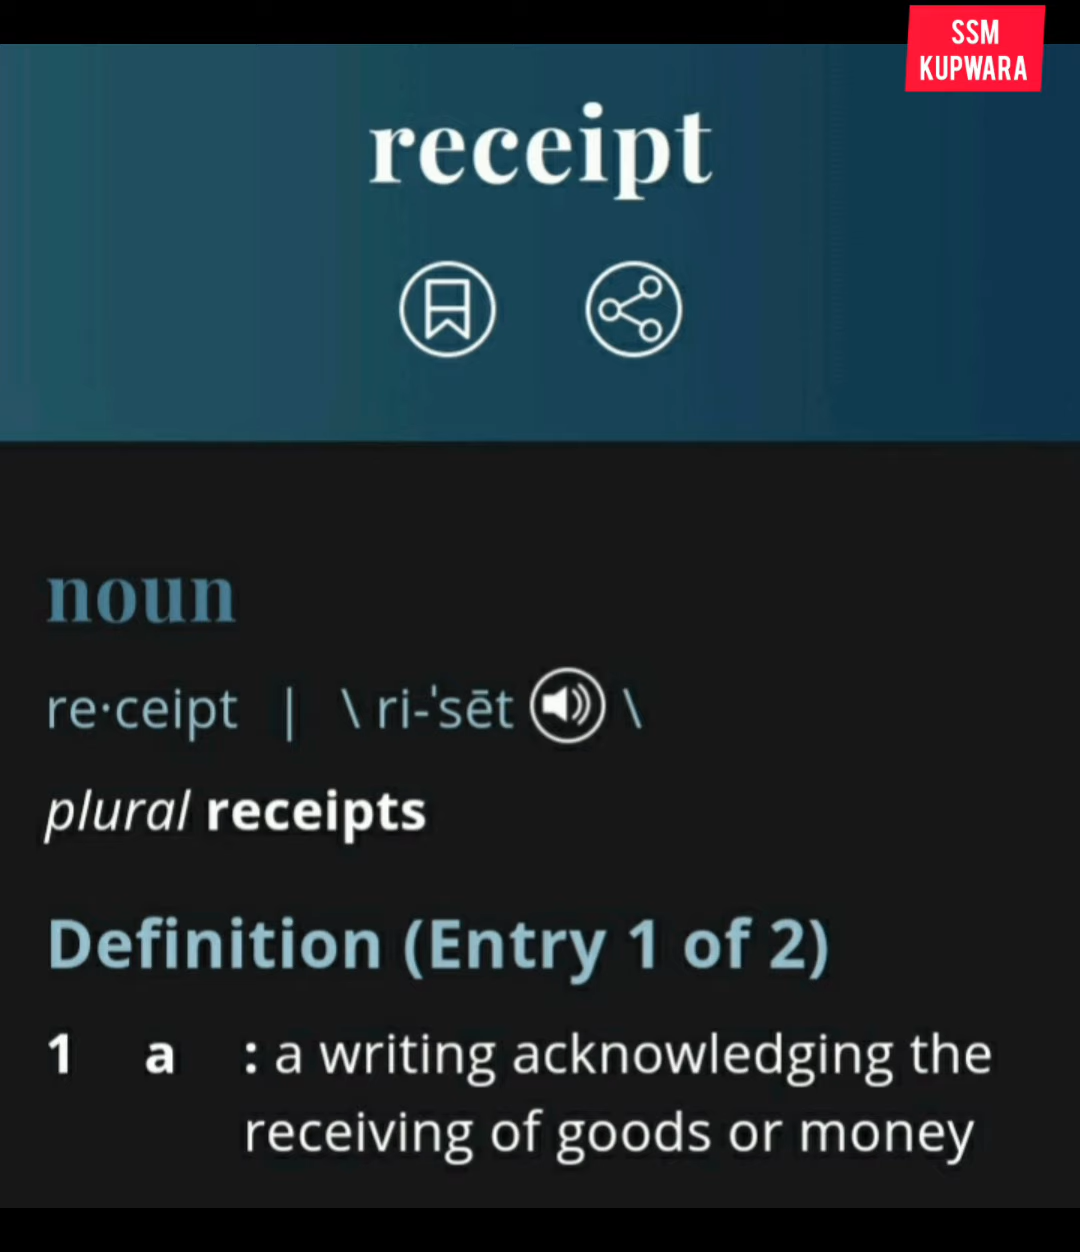 SSM
KUPWARA
receipt
noun
re·ceipt | \ ri-ˈsēt \
plural receipts
Definition (Entry 1 of 2)
1 a : a writing acknowledging the
receiving of goods or money